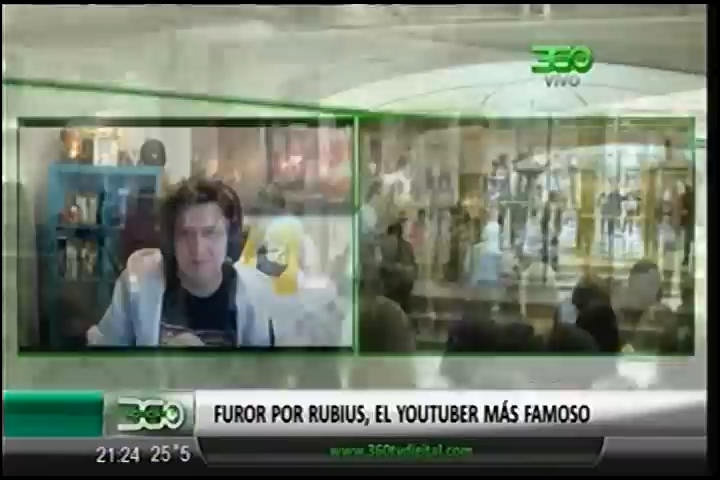 360
VIVO
360
FUROR POR RUBIUS, EL YOUTUBER MÁS FAMOSO
21:24 25°5
www.360tvdigital.com